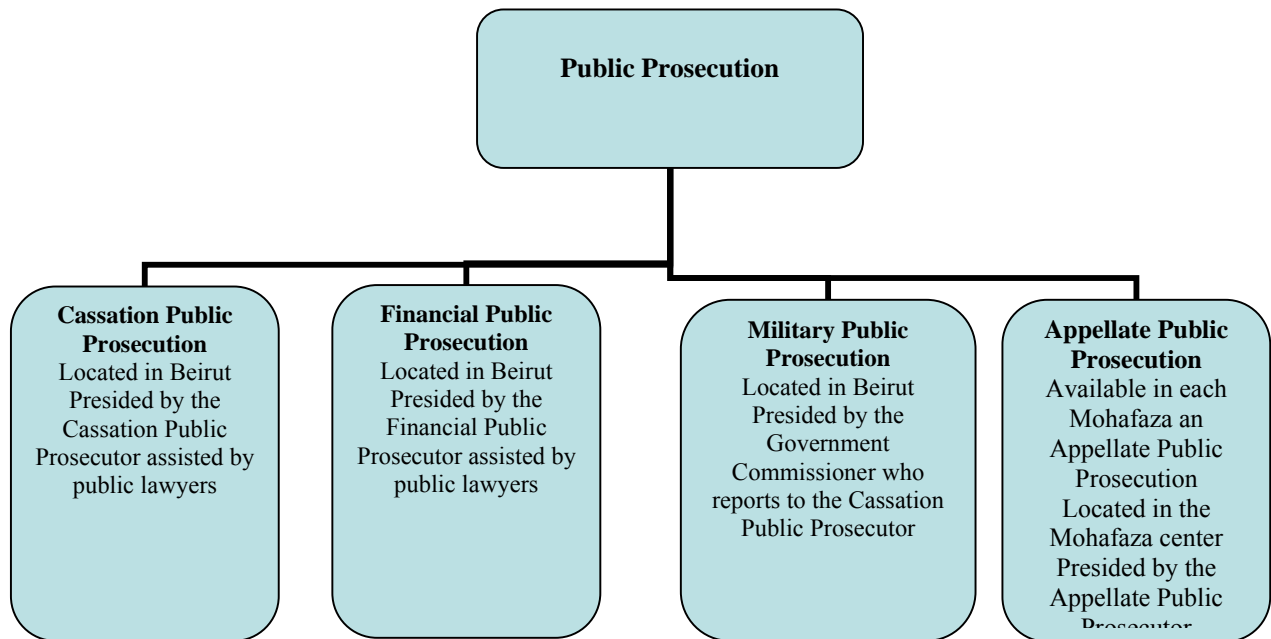 Public Prosecution
Cassation Public
Prosecution
Located in Beirut
Presided by the
Cassation Public
Prosecutor assisted by
public lawyers
Financial Public
Prosecution
Located in Beirut
Presided by the
Financial Public
Prosecutor assisted by
public lawyers
Military Public
Prosecution
Located in Beirut
Presided by the
Government
Commissioner who
reports to the Cassation
Public Prosecutor
Appellate Public
Prosecution
Available in each
Mohafaza an
Appellate Public
Prosecution
Located in the
Mohafaza center
Presided by the
Appellate Public
Prosecutor